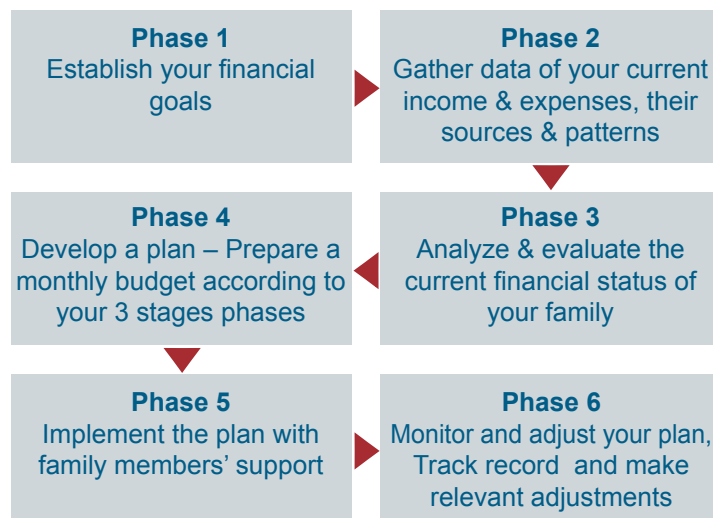 Phase 1
Establish your financial
goals
Phase 2
Gather data of your current
income & expenses, their
sources & patterns
Phase 3
Analyze & evaluate the
current financial status of
your family
Phase 4
Develop a plan – Prepare a
monthly budget according to
your 3 stages phases
Phase 5
Implement the plan with
family members’ support
Phase 6
Monitor and adjust your plan,
Track record and make
relevant adjustments